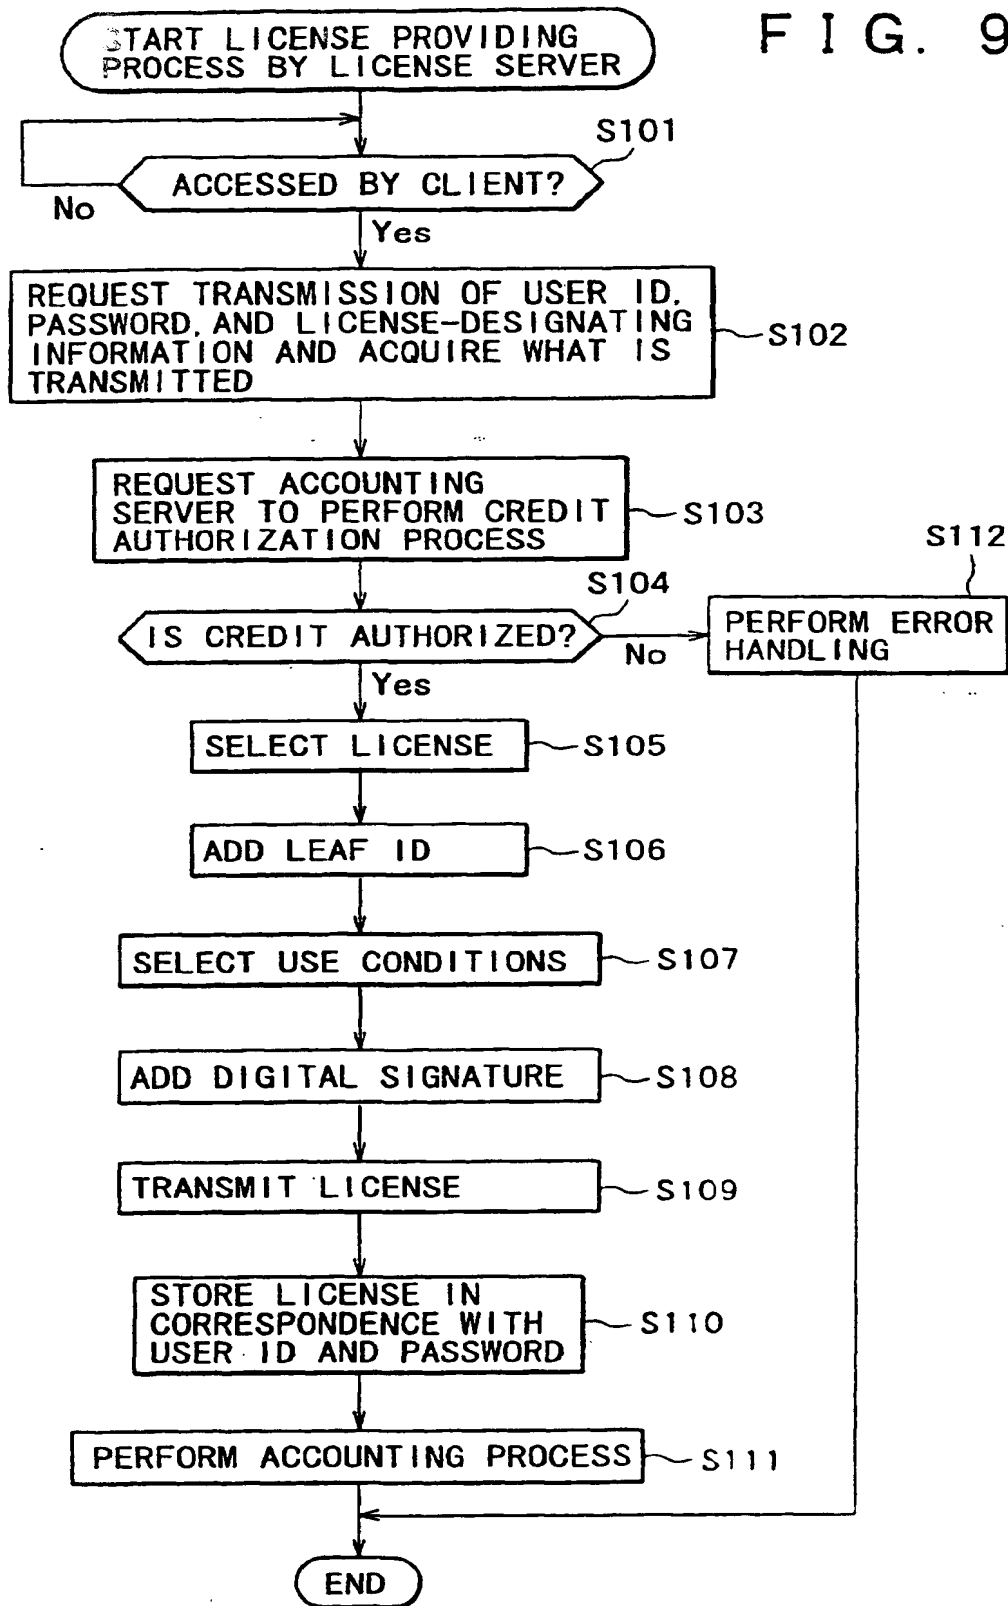 FIG. 9
START LICENSE PROVIDING
PROCESS BY LICENSE SERVER
S101
ACCESSED BY CLIENT?
No
Yes
REQUEST TRANSMISSION OF USER ID,
PASSWORD, AND LICENSE-DESIGNATING
INFORMATION AND ACQUIRE WHAT IS
TRANSMITTED
S102
REQUEST ACCOUNTING
SERVER TO PERFORM CREDIT
AUTHORIZATION PROCESS
S103
S104
IS CREDIT AUTHORIZED?
No
Yes
S112
PERFORM ERROR
HANDLING
SELECT LICENSE
S105
ADD LEAF ID
S106
SELECT USE CONDITIONS
S107
ADD DIGITAL SIGNATURE
S108
TRANSMIT LICENSE
S109
STORE LICENSE IN
CORRESPONDENCE WITH
USER ID AND PASSWORD
S110
PERFORM ACCOUNTING PROCESS
S111
END